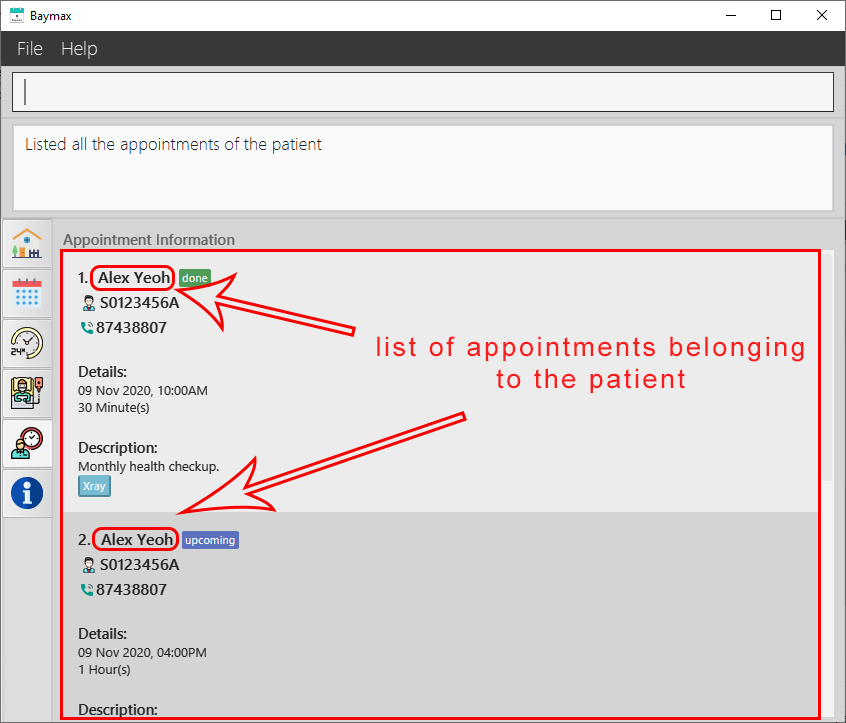 Baymax
File Help
Listed all the appointments of the patient
Appointment Information
1. Alex Yeoh done
S0123456A
87438807
Details:
09 Nov 2020, 10:00AM
30 Minute(s)
Description:
Monthly health checkup.
Xray
list of appointments belonging
to the patient
2. Alex Yeoh upcoming
S0123456A
87438807
Details:
09 Nov 2020, 04:00PM
1 Hour(s)
Description: